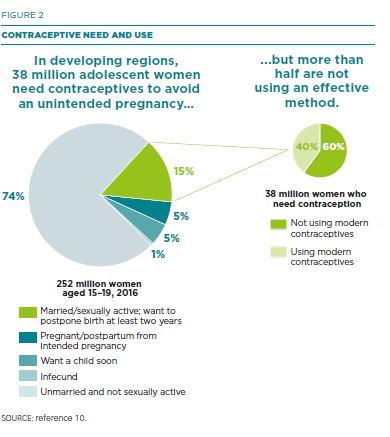 FIGURE 2
CONTRACEPTIVE NEED AND USE
In developing regions,
38 million adolescent women
need contraceptives to avoid
an unintended pregnancy...
74%
15%
5%
5%
1%
252 million women
aged 15–19, 2016
Married/sexually active; want to
postpone birth at least two years
Pregnant/postpartum from
intended pregnancy
Want a child soon
Infecund
Unmarried and not sexually active
...but more than
half are not
using an effective
method.
40% 60%
38 million women who
need contraception
Not using modern
contraceptives
Using modern
contraceptives
SOURCE: reference 10.